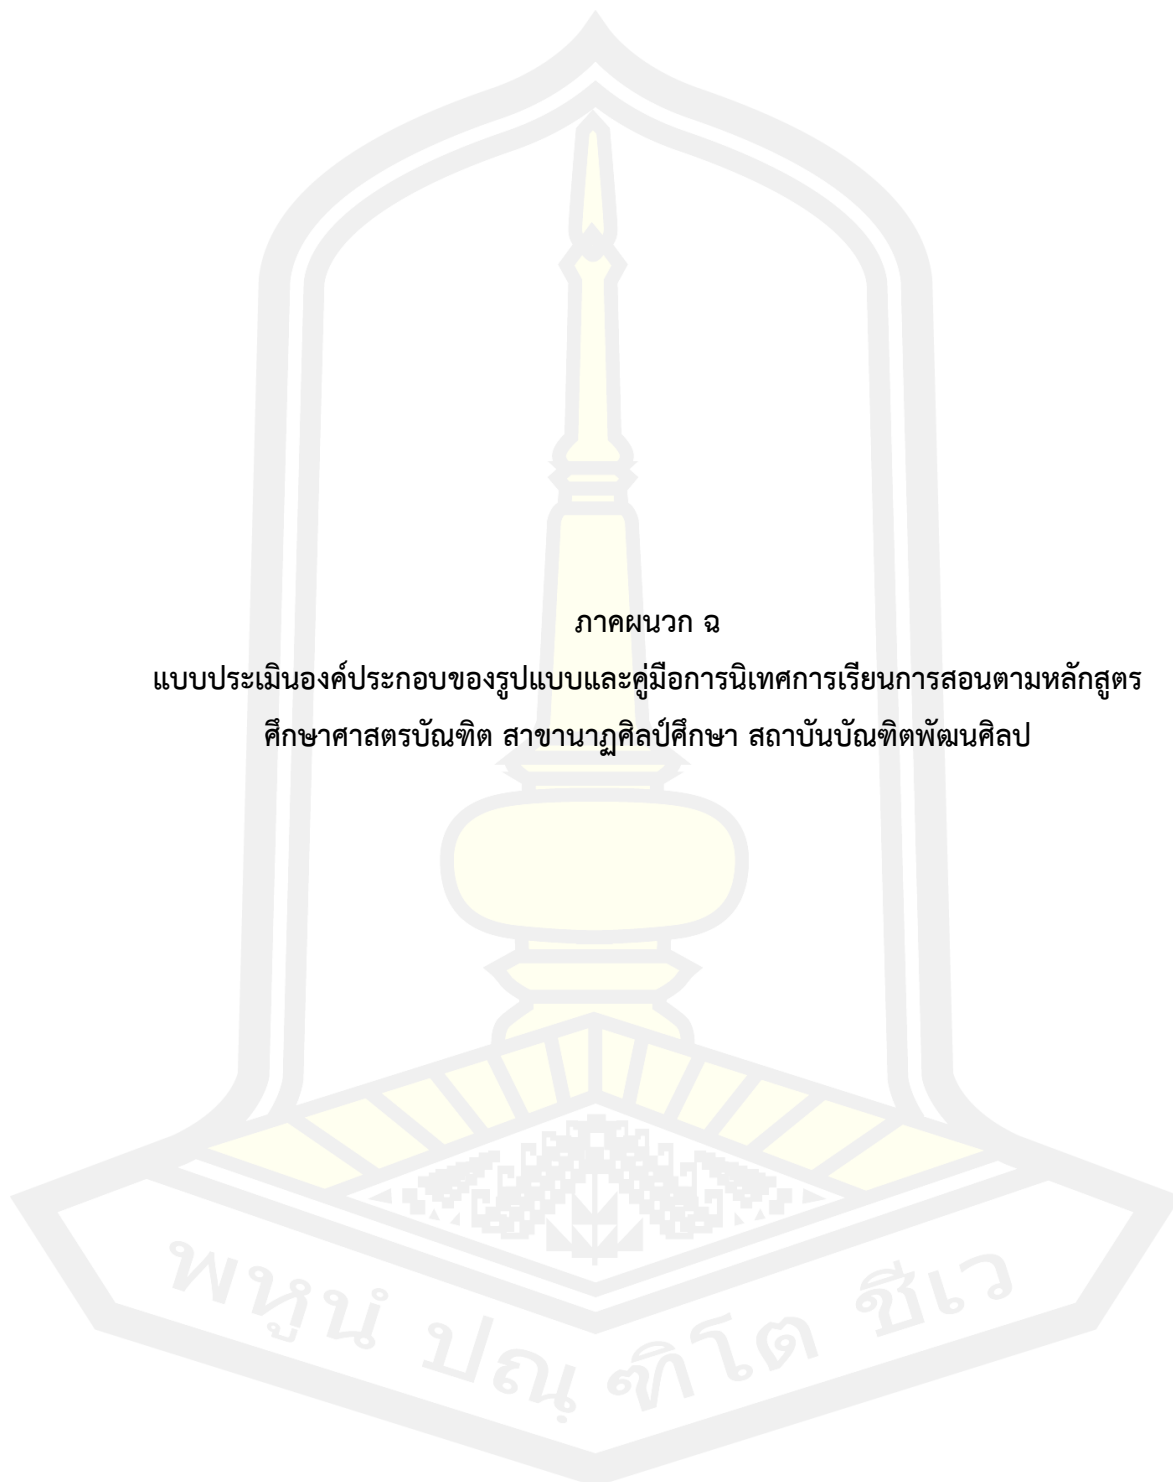 ภาคผนวก ฉ
แบบประเมินองค์ประกอบของรูปแบบและคู่มือการนิเทศการเรียนการสอนตามหลักสูตร
ศึกษาศาสตรบัณฑิต สาขานาฏศิลป์ศึกษา สถาบันบัณฑิตพัฒนศิลป
พหูนํ ปณฺฑิโต ชีเว